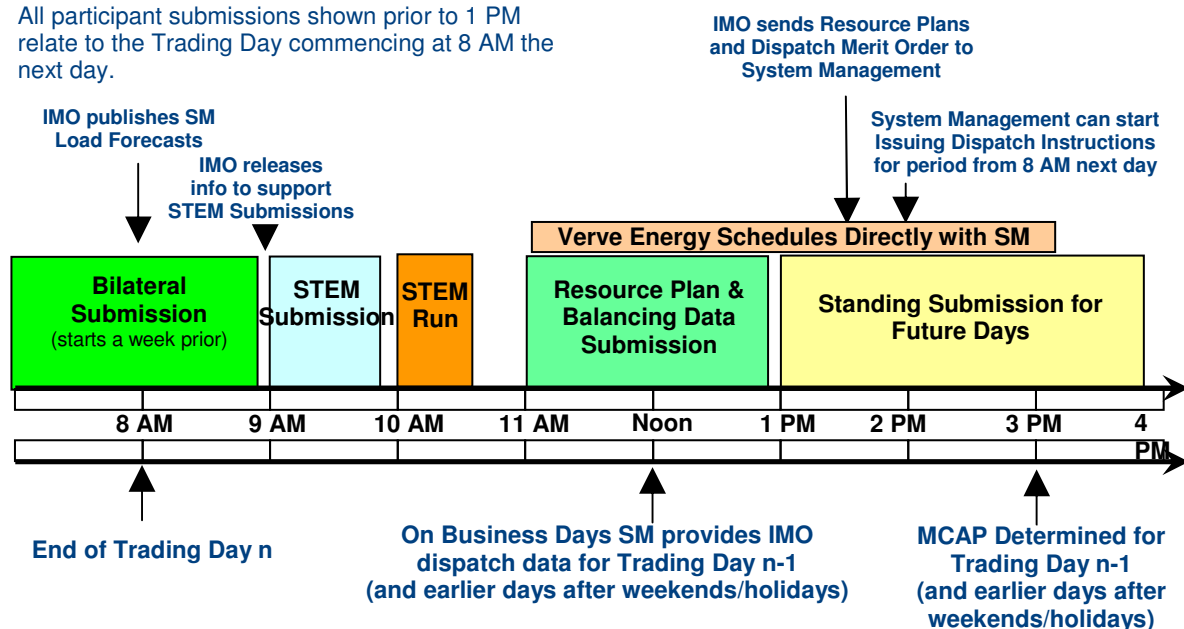 All participant submissions shown prior to 1 PM
relate to the Trading Day commencing at 8 AM the
next day.
IMO sends Resource Plans
and Dispatch Merit Order to
System Management
IMO publishes SM
Load Forecasts
System Management can start
Issuing Dispatch Instructions
for period from 8 AM next day
IMO releases
info to support
STEM Submissions
Verve Energy Schedules Directly with SM
Bilateral
Submission
(starts a week prior)
STEM
Submission
STEM
Run
Resource Plan &
Balancing Data
Submission
Standing Submission for
Future Days
8 AM
9 AM
10 AM
11 AM
Noon
1 PM
2 PM
3 PM
4
PM
End of Trading Day n
On Business Days SM provides IMO
dispatch data for Trading Day n-1
(and earlier days after weekends/holidays)
MCAP Determined for
Trading Day n-1
(and earlier days after
weekends/holidays)